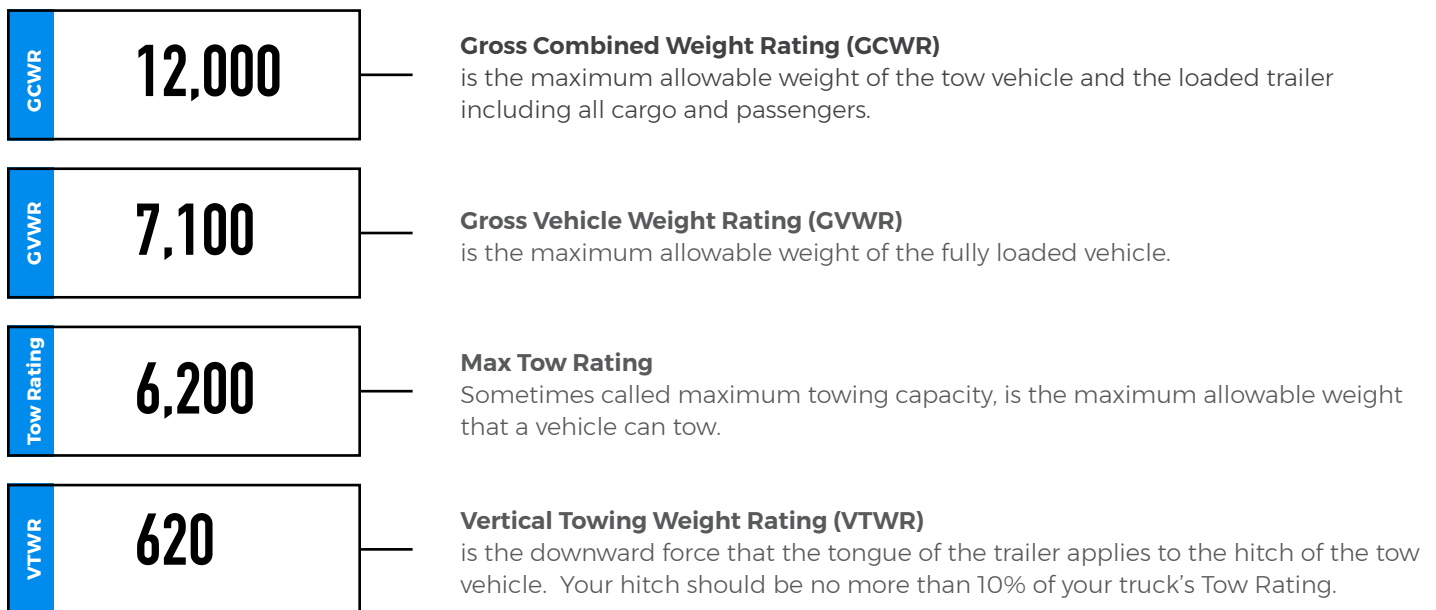 GCWR
12,000
Gross Combined Weight Rating (GCWR)
is the maximum allowable weight of the tow vehicle and the loaded trailer
including all cargo and passengers.
GVWR
7,100
Gross Vehicle Weight Rating (GVWR)
is the maximum allowable weight of the fully loaded vehicle.
Tow Rating
6,200
Max Tow Rating
Sometimes called maximum towing capacity, is the maximum allowable weight
that a vehicle can tow.
VTWR
620
Vertical Towing Weight Rating (VTWR)
is the downward force that the tongue of the trailer applies to the hitch of the tow
vehicle.  Your hitch should be no more than 10% of your truck’s Tow Rating.